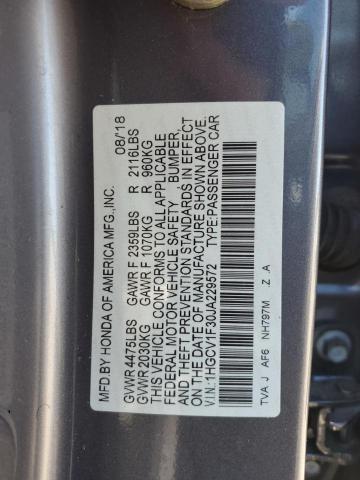 MFD BY HONDA OF AMERICA MFG.,INC. 08/18
GVWR 4475LBS GAWR F 2359LBS R 2116LBS
GVWR 2030KG GAWR F 1070KG R 960KG
THIS VEHICLE CONFORMS TO ALL APPLICABLE
FEDERAL MOTOR VEHICLE SAFETY , BUMPER,
AND THEFT PREVENTION STANDARDS IN EFFECT
ON THE DATE OF MANUFACTURE SHOWN ABOVE.
V.I.N.:1HGCV1F30JA229572 TYPE:PASSENGER CAR
TVA J AF6 NH797M Z .A